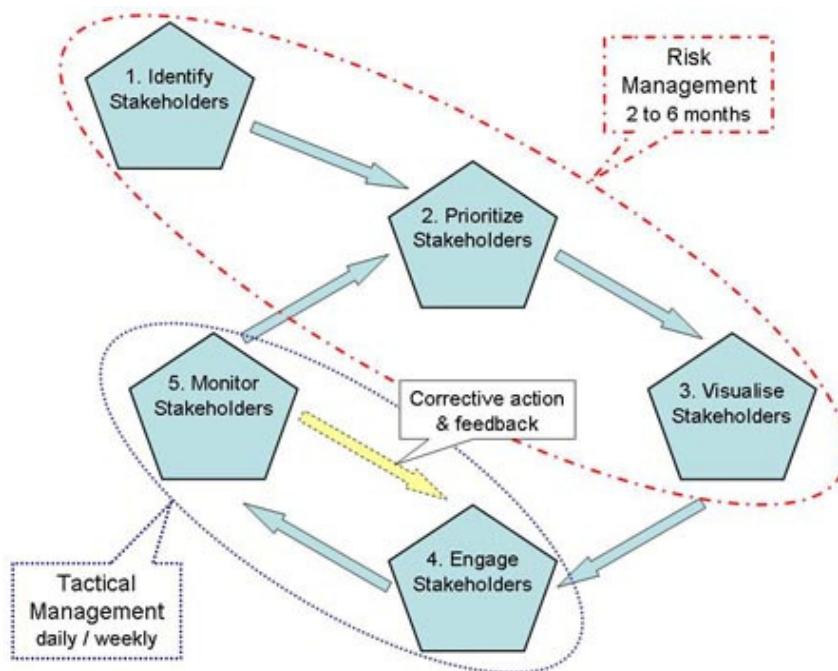 1. Identify
Stakeholders
Risk
Management
2 to 6 months
2. Prioritize
Stakeholders
5. Monitor
Stakeholders
Corrective action
& feedback
3. Visualise
Stakeholders
4. Engage
Stakeholders
Tactical
Management
daily / weekly